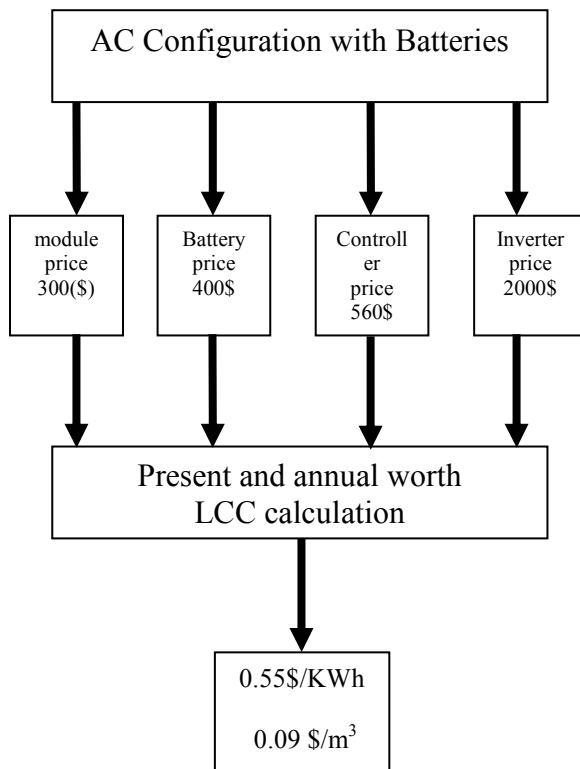 AC Configuration with Batteries
module
price
300($)
Battery
price
400$
Controll
er
price
560$
Inverter
price
2000$
Present and annual worth
LCC calculation
0.55$/KWh
0.09 $/m³